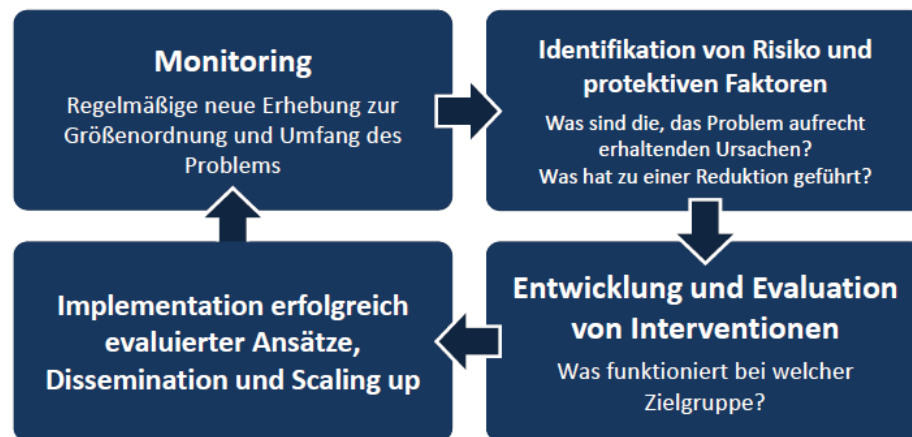 Monitoring
Regelmäßige neue Erhebung zur
Größenordnung und Umfang des
Problems
Identifikation von Risiko und
protektiven Faktoren
Was sind die, das Problem aufrecht
erhaltenden Ursachen?
Was hat zu einer Reduktion geführt?
Entwicklung und Evaluation
von Interventionen
Was funktioniert bei welcher
Zielgruppe?
Implementation erfolgreich
evaluierter Ansätze,
Dissemination und Scaling up